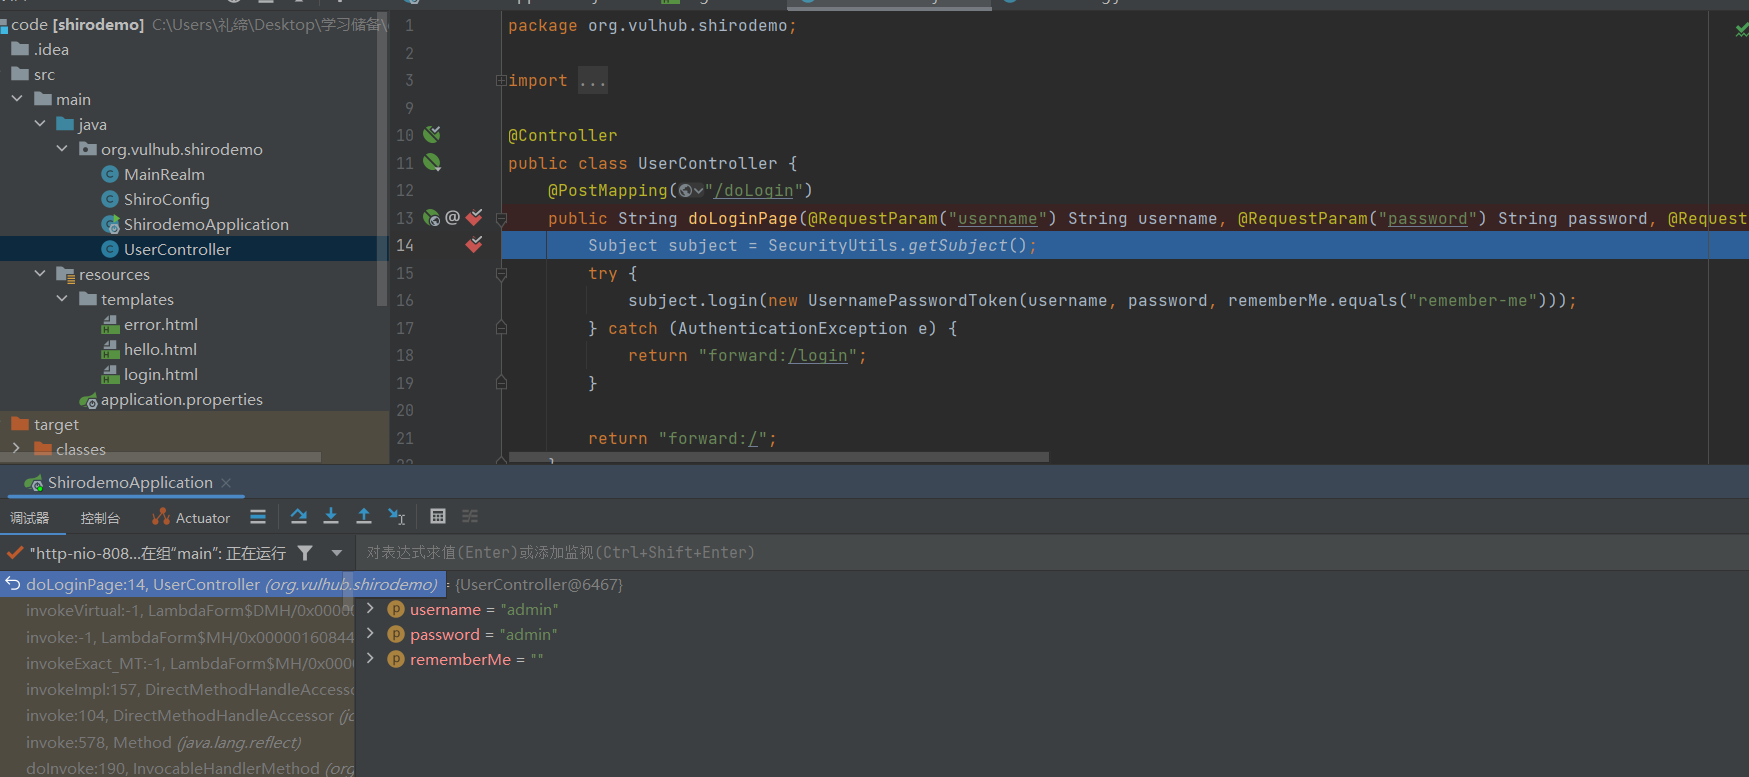 code [shirodemo] C:\Users\礼缔\Desktop\学习储备\
.idea
src
main
java
org.vulhub.shirodemo
MainRealm
ShiroConfig
ShirodemoApplication
UserController
resources
templates
error.html
hello.html
login.html
application.properties
target
classes
1 package org.vulhub.shirodemo;
2
3 import ...
9
10 @Controller
11 public class UserController {
12 @PostMapping("/doLogin")
13 public String doLoginPage(@RequestParam("username") String username, @RequestParam("password") String password, @Request
14 Subject subject = SecurityUtils.getSubject();
15 try {
16 subject.login(new UsernamePasswordToken(username, password, rememberMe.equals("remember-me")));
17 } catch (AuthenticationException e) {
18 return "forward:/login";
19 }
20
21 return "forward:/";
ShirodemoApplication
调试器 控制台 Actuator
"http-nio-808...在组"main": 正在运行
对表达式求值(Enter)或添加监视(Ctrl+Shift+Enter)
doLoginPage:14, UserController (org.vulhub.shirodemo) = {UserController@6467}
invokeVirtual:-1, LambdaForm$DMH/0x0000
invoke:-1, LambdaForm$MH/0x00000160844
invokeExact_MT:-1, LambdaForm$MH/0x000
invokeImpl:157, DirectMethodHandleAccesso
invoke:104, DirectMethodHandleAccessor
invoke:578, Method (java.lang.reflect)
doInvoke:190, InvocableHandlerMethod (org
username = "admin"
password = "admin"
rememberMe = ""